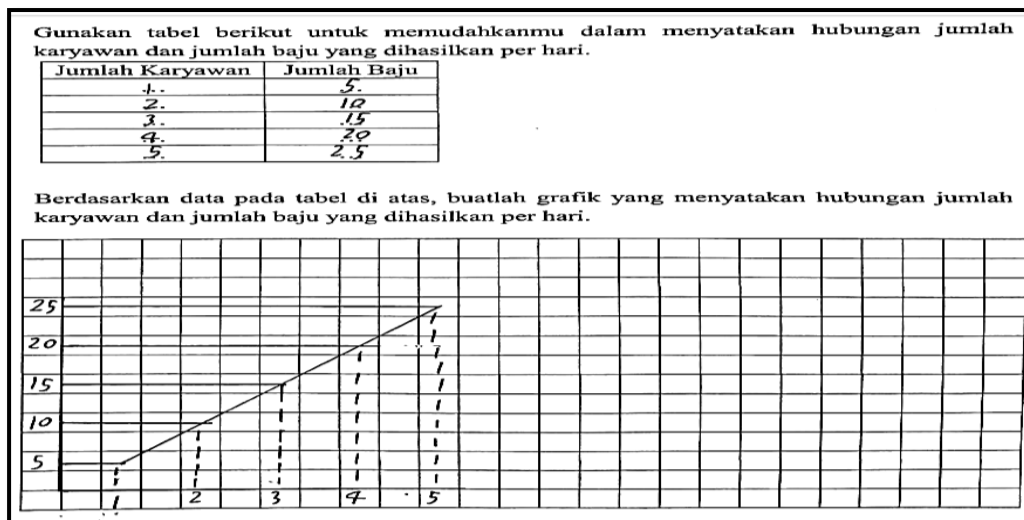 Gunakan tabel berikut untuk memudahkanmu dalam menyatakan hubungan jumlah
karyawan dan jumlah baju yang dihasilkan per hari.
Jumlah Karyawan Jumlah Baju
1. 5.
2. 10
3. 15
4. 20
5. 25
Berdasarkan data pada tabel di atas, buatlah grafik yang menyatakan hubungan jumlah
karyawan dan jumlah baju yang dihasilkan per hari.
25
20
15
10
5
1 2 3 4 5